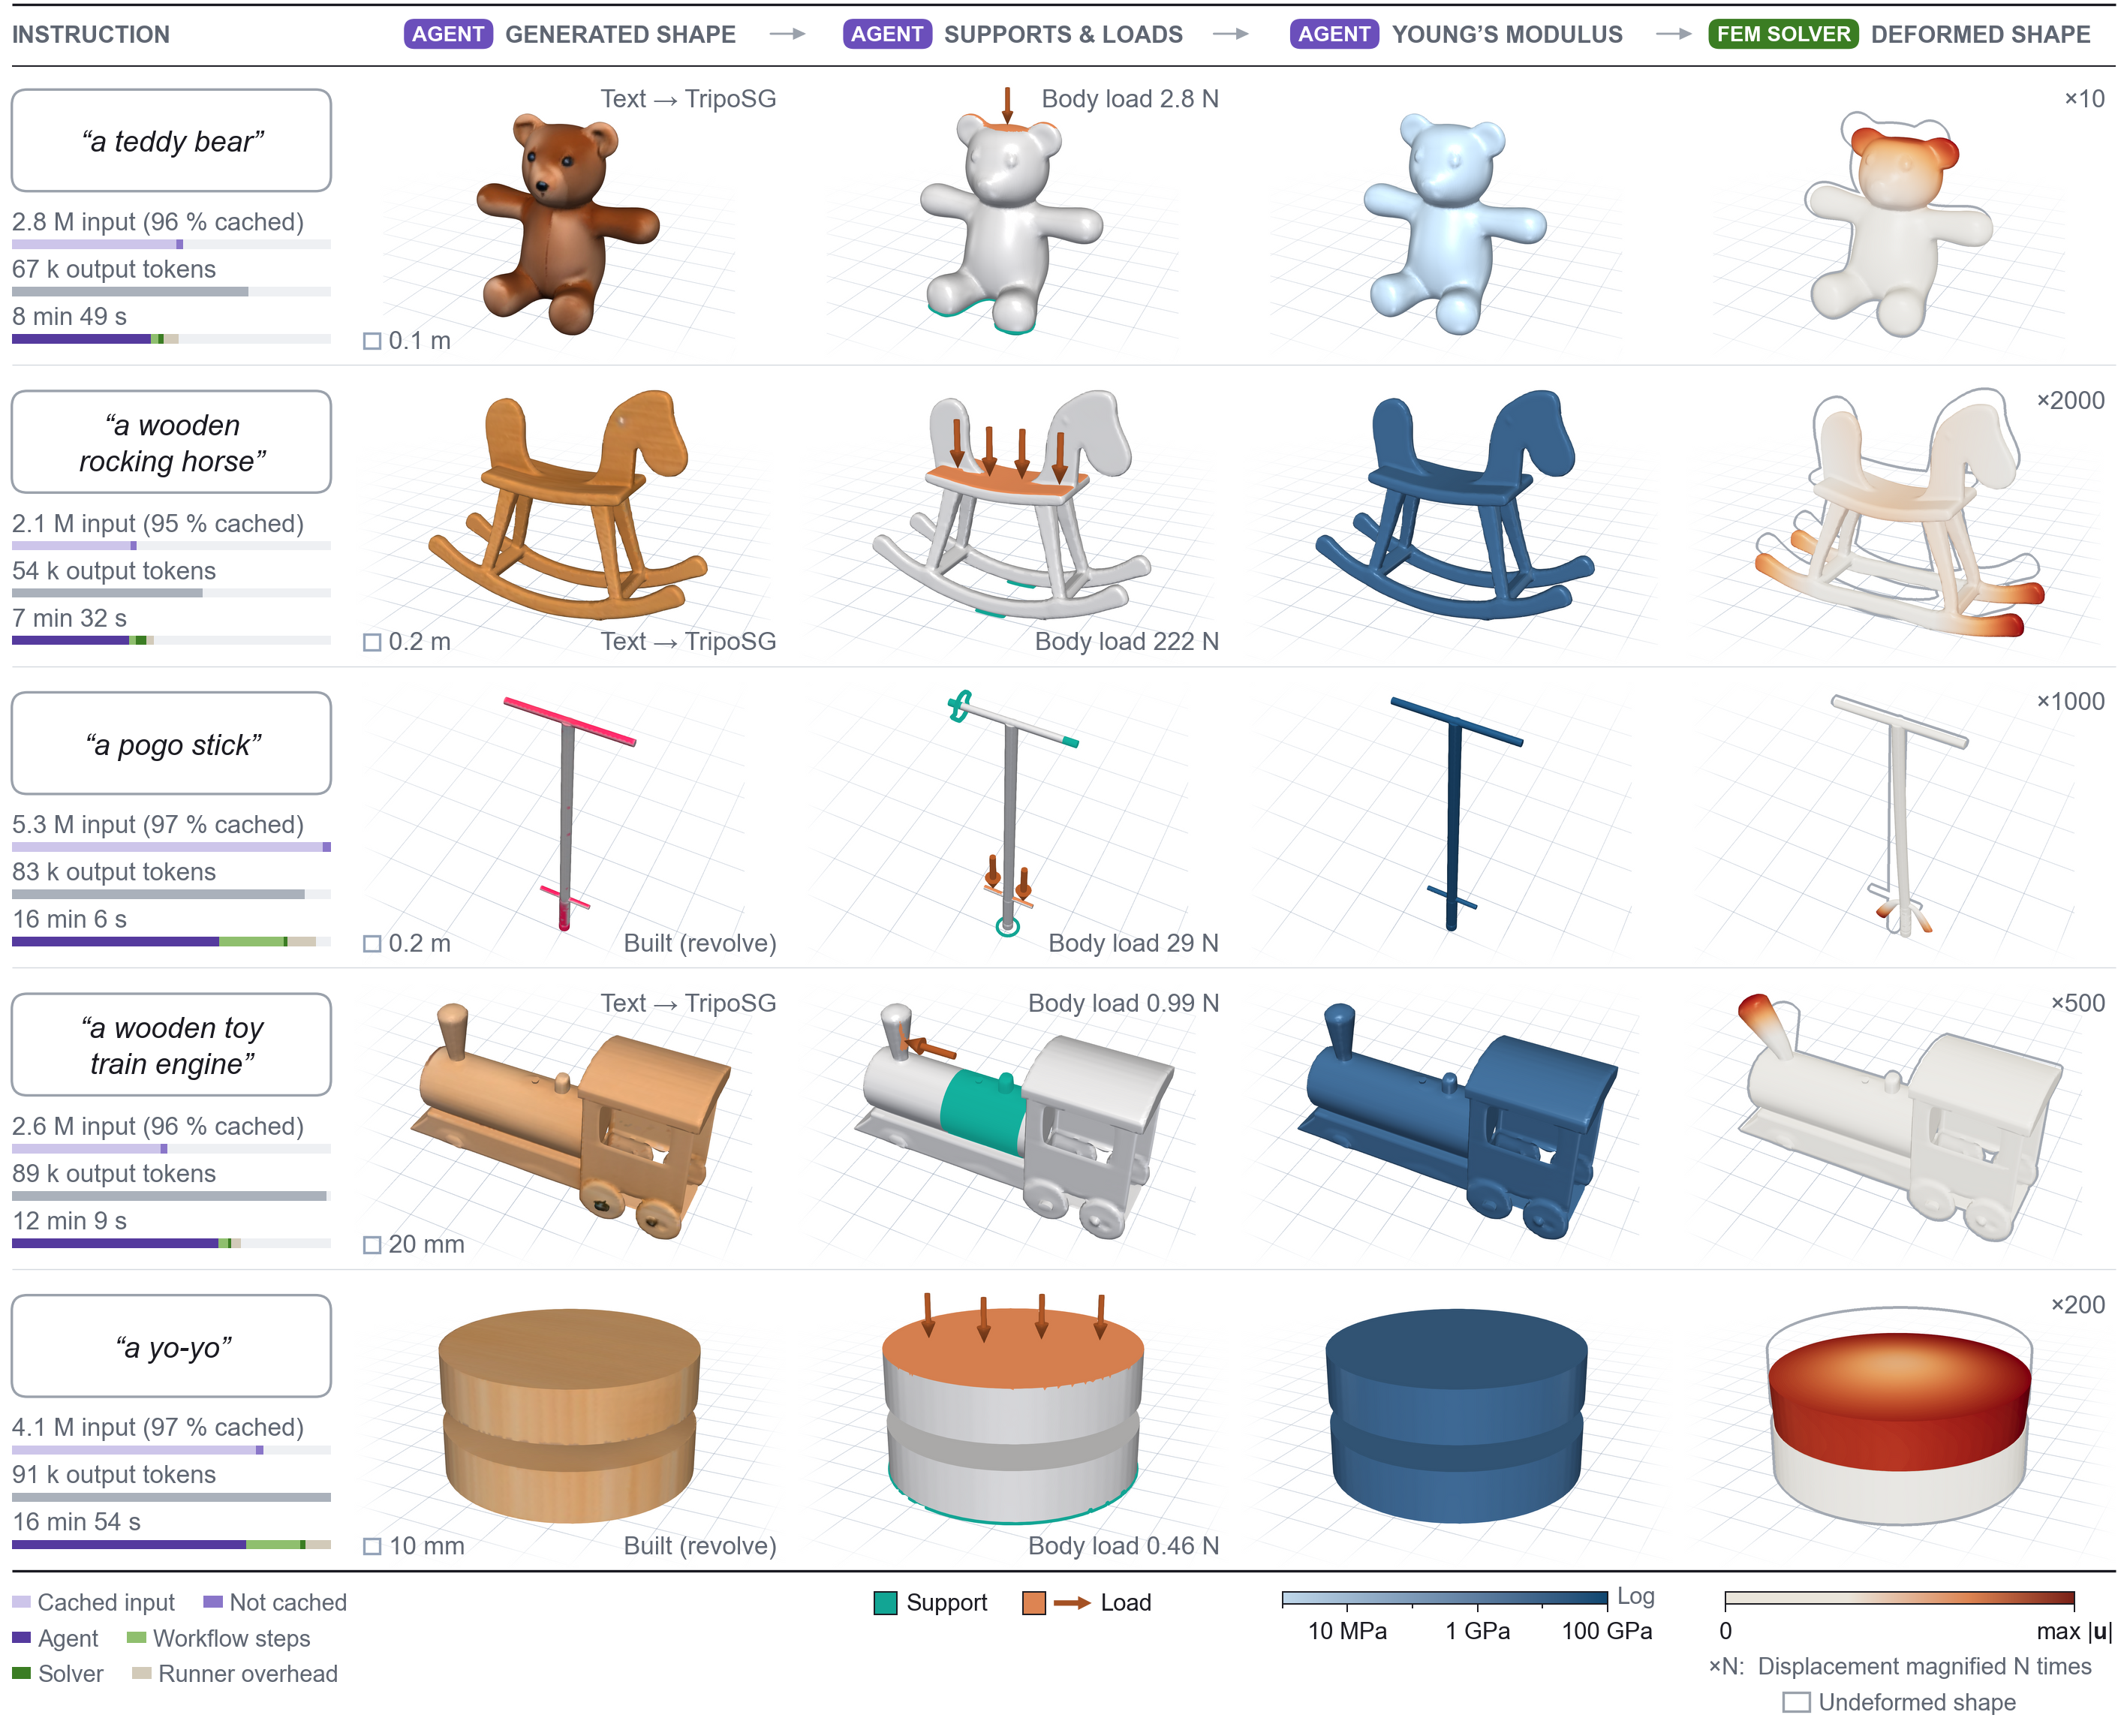 INSTRUCTION
AGENT GENERATED SHAPE
AGENT SUPPORTS & LOADS
AGENT YOUNG’S MODULUS
FEM SOLVER DEFORMED SHAPE
“a teddy bear”
2.8 M input (96 % cached)
67 k output tokens
8 min 49 s
Text → TripoSG
0.1 m
Body load 2.8 N
×10
“a wooden
rocking horse”
2.1 M input (95 % cached)
54 k output tokens
7 min 32 s
0.2 m
Text → TripoSG
Body load 222 N
×2000
“a pogo stick”
5.3 M input (97 % cached)
83 k output tokens
16 min 6 s
0.2 m
Built (revolve)
Body load 29 N
×1000
“a wooden toy
train engine”
2.6 M input (96 % cached)
89 k output tokens
12 min 9 s
Text → TripoSG
20 mm
Body load 0.99 N
×500
“a yo-yo”
4.1 M input (97 % cached)
91 k output tokens
16 min 54 s
10 mm
Built (revolve)
Body load 0.46 N
×200
Cached input
Not cached
Agent
Workflow steps
Solver
Runner overhead
Support
Load
Log
10 MPa
1 GPa
100 GPa
0
max |u|
×N: Displacement magnified N times
Undeformed shape